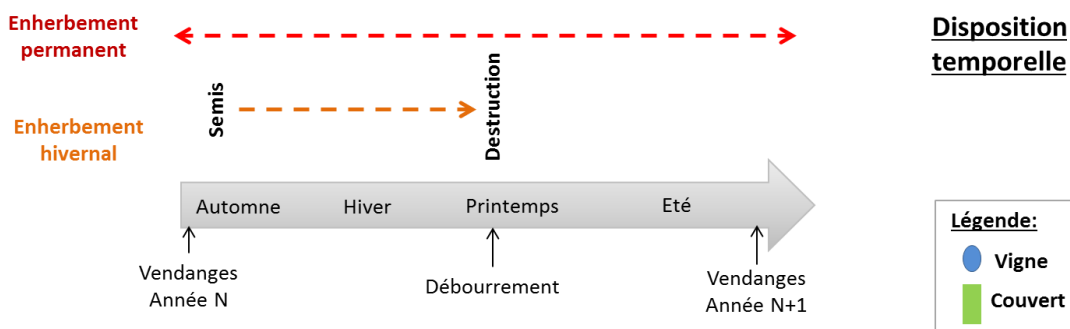 Enherbement
permanent
Disposition
temporelle
Semis
Destruction
Enherbement
hivernal
Automne
Hiver
Printemps
Eté
Vendanges
Année N
Débourrement
Vendanges
Année N+1
Légende:
Vigne
Couvert